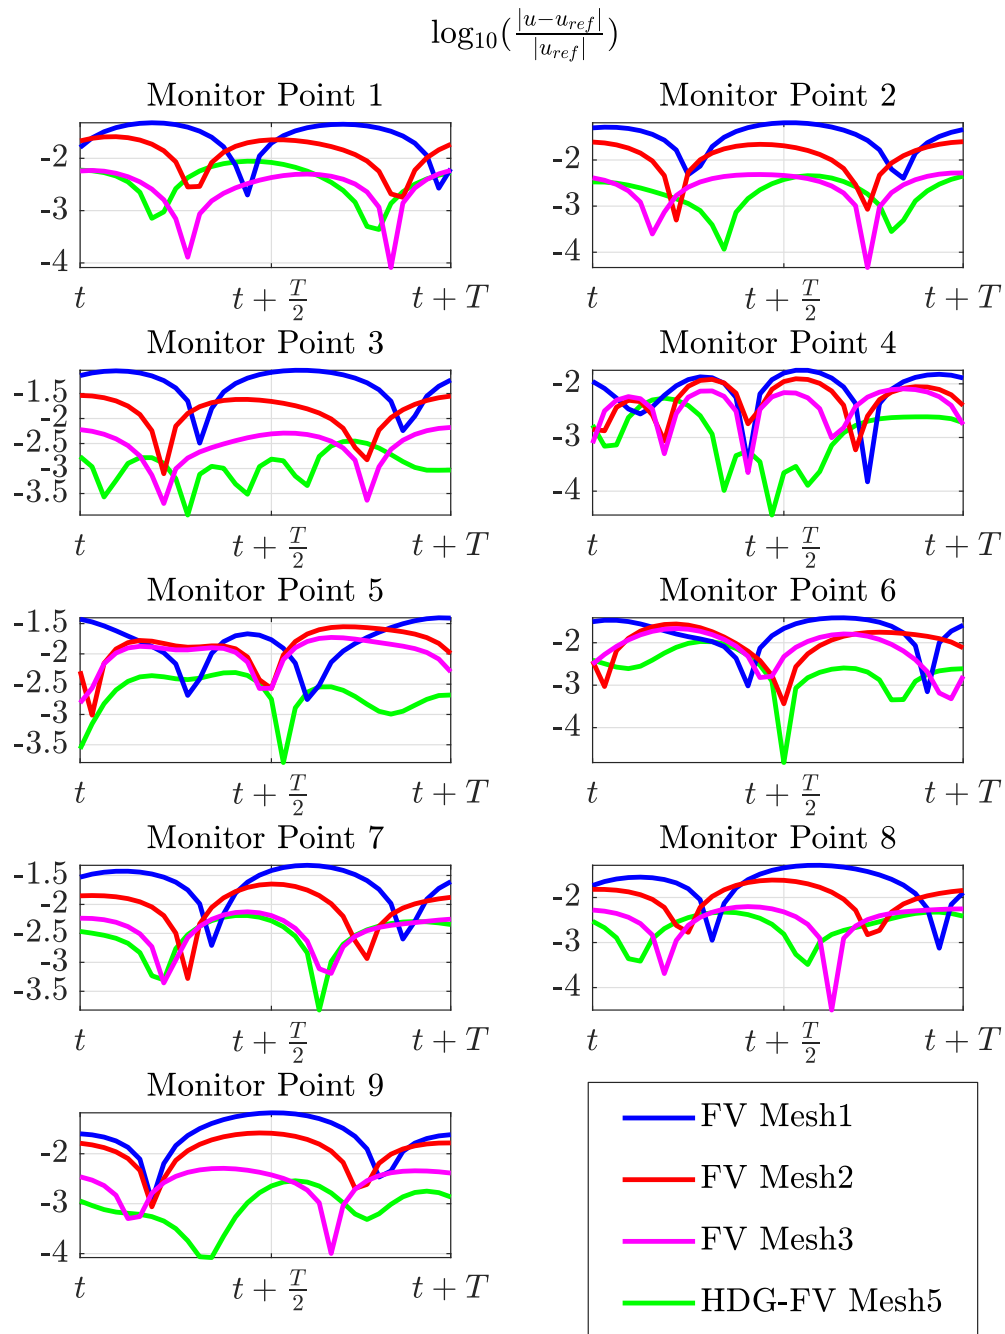 log₁₀(|u−u_ref| / |u_ref|)
Monitor Point 1
-2
-3
-4
t
t + T/2
t + T
Monitor Point 2
-2
-3
-4
t
t + T/2
t + T
Monitor Point 3
-1.5
-2
-2.5
-3
-3.5
t
t + T/2
t + T
Monitor Point 4
-2
-3
-4
t
t + T/2
t + T
Monitor Point 5
-1.5
-2
-2.5
-3
-3.5
t
t + T/2
t + T
Monitor Point 6
-2
-3
-4
t
t + T/2
t + T
Monitor Point 7
-1.5
-2
-2.5
-3
-3.5
t
t + T/2
t + T
Monitor Point 8
-2
-3
-4
t
t + T/2
t + T
Monitor Point 9
-2
-3
-4
t
t + T/2
t + T
FV Mesh1
FV Mesh2
FV Mesh3
HDG-FV Mesh5